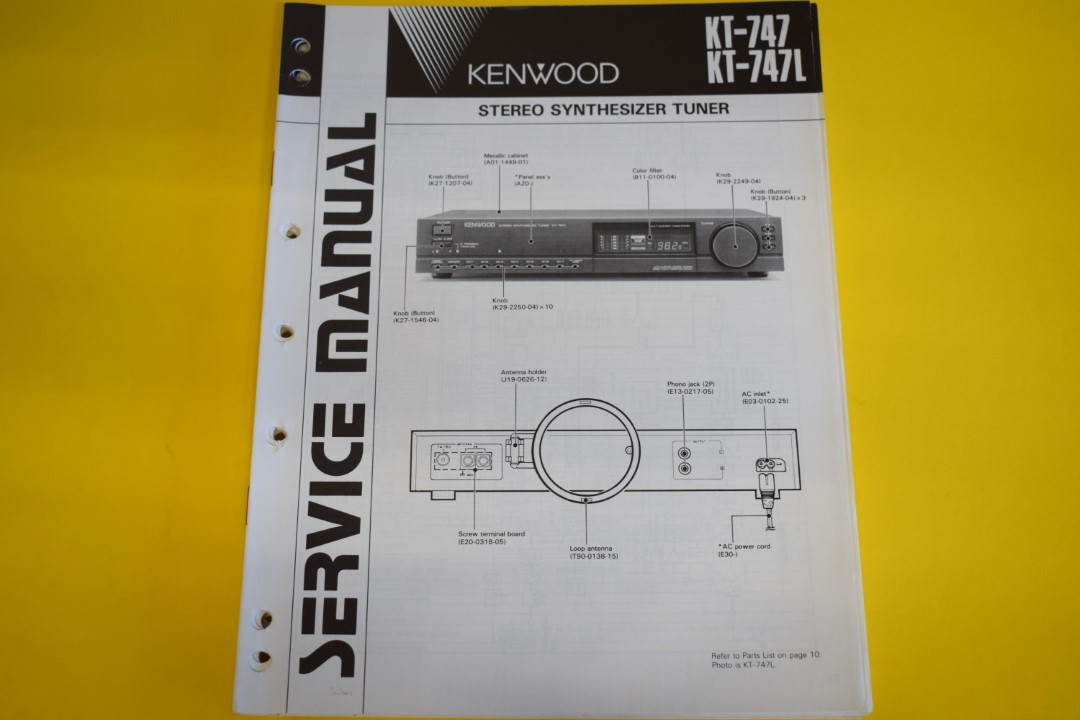 KT-747
KT-747L
KENWOOD
STEREO SYNTHESIZER TUNER
SERVICE MANUAL
Metallic cabinet
(A01-1449-01)
Knob (Button)
(K27-1207-04)
*Panel ass'y
(A20-)
Color filter
(B11-0100-04)
Knob
(K29-2249-04)
Knob (Button)
(K29-1824-04)×3
KENWOOD STEREO SYNTHESIZER TUNER
Knob
(K29-2250-04)×10
Knob (Button)
(K27-1546-04)
Antenna holder
(J19-0626-12)
Phono jack (2P)
(E13-0217-05)
AC inlet*
(E03-0102-25)
Screw terminal board
(E20-0318-05)
Loop antenna
(T90-0138-15)
*AC power cord
(E30-)
Refer to Parts List on page 10.
Photo is KT-747L.